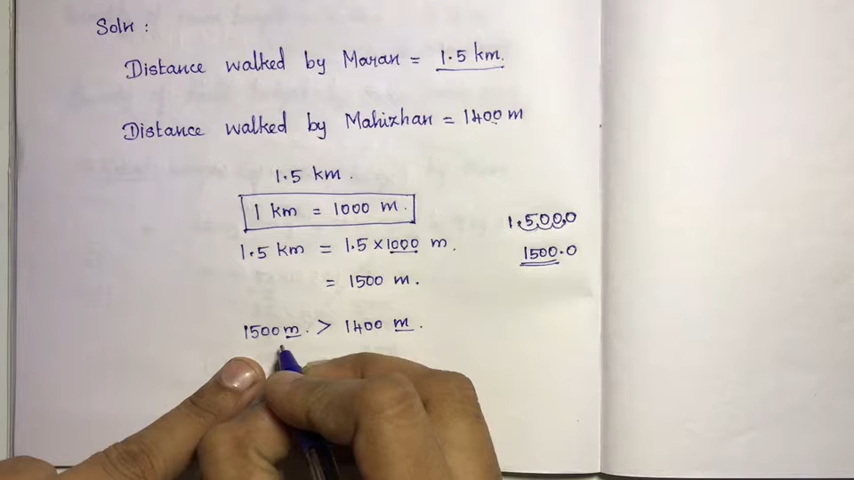 Soln :
Distance walked by Maran = 1.5 km.
Distance walked by Mahizhan = 1400 m
1.5 km.
1 km = 1000 m.
1.5 km = 1.5 × 1000 m.
= 1500 m.
1500 m. > 1400 m.
1.5000.0
1500.0